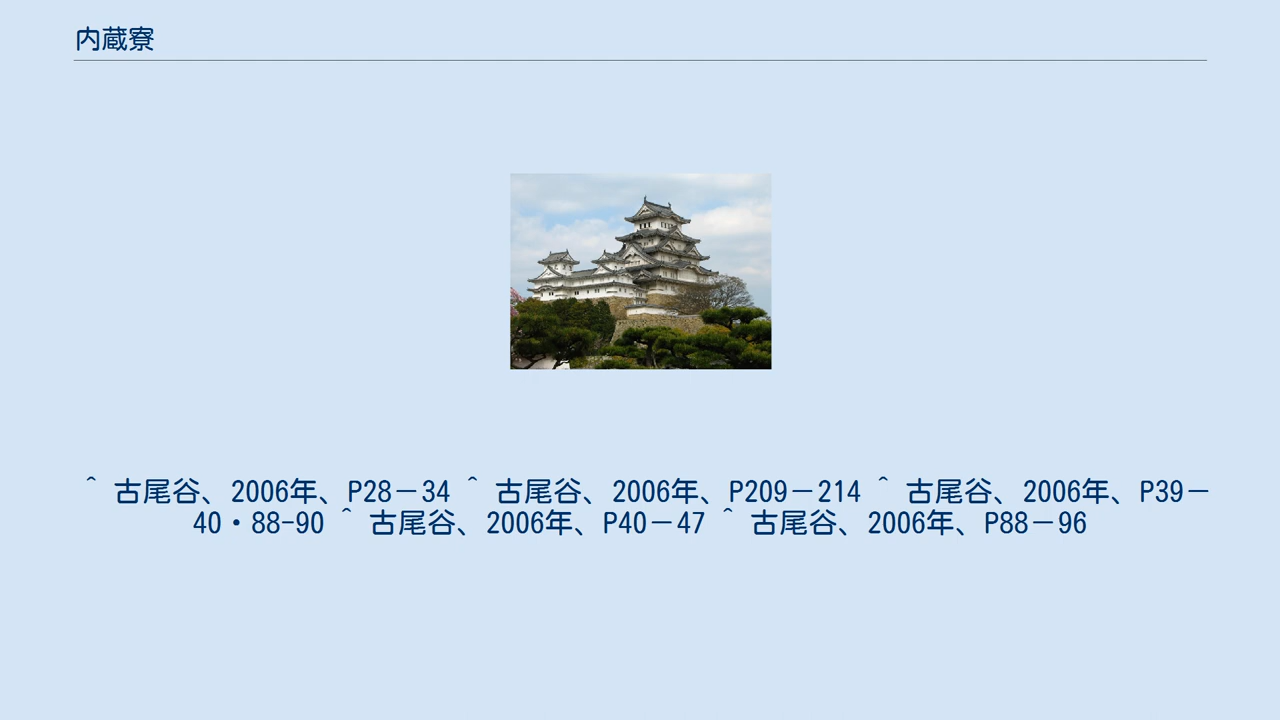 内蔵寮
^ 古尾谷、2006年、P28－34 ^ 古尾谷、2006年、P209－214 ^ 古尾谷、2006年、P39－
40・88-90 ^ 古尾谷、2006年、P40－47 ^ 古尾谷、2006年、P88－96